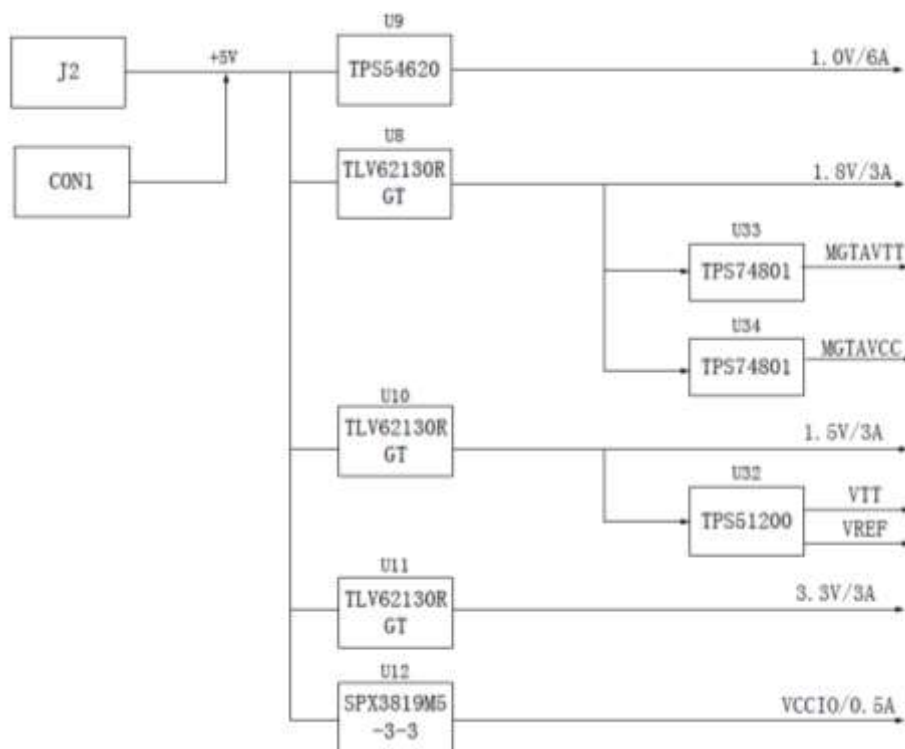 U9
J2
+5V
TPS54620
1.0V/6A
U8
CON1
TLV62130R
GT
1.8V/3A
U33
TPS74801
MGTAVTT
U34
TPS74801
MGTAVCC
U10
TLV62130R
GT
1.5V/3A
U32
TPS51200
VTT
VREF
U11
TLV62130R
GT
3.3V/3A
U12
SPX3819M5
-3-3
VCCIO/0.5A